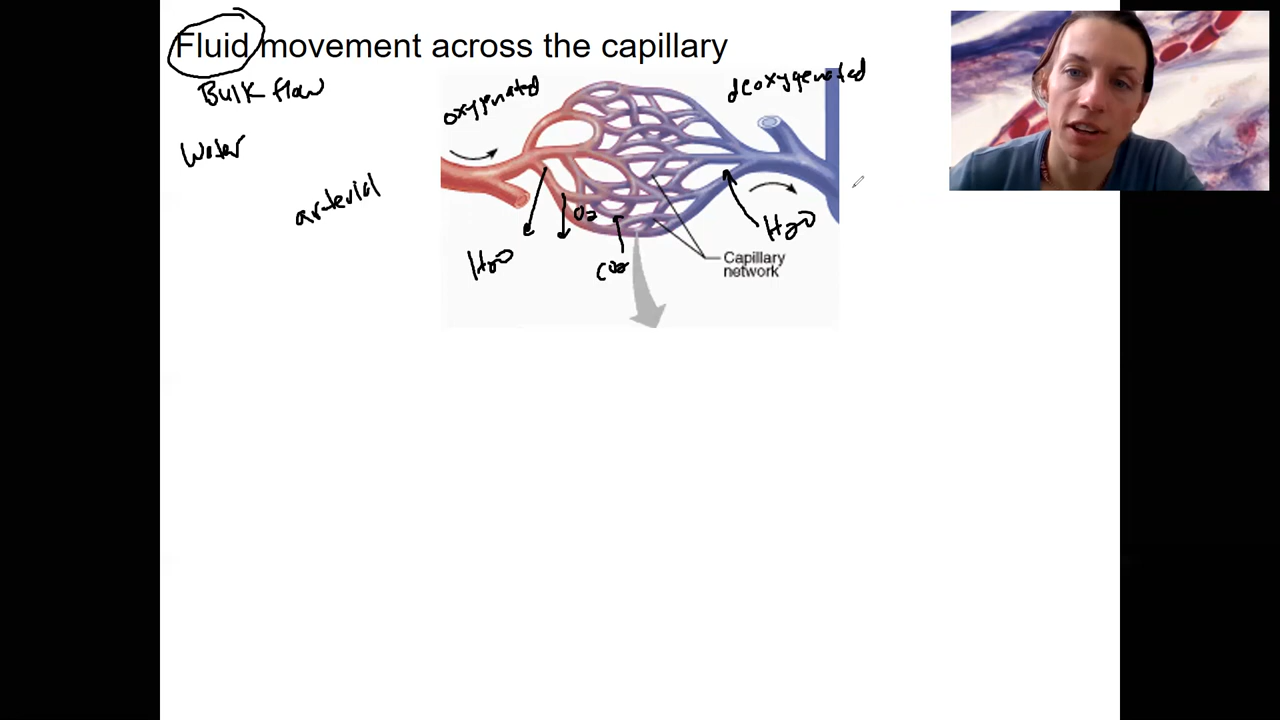 Fluid movement across the capillary
Bulk flow
oxygenated
deoxygenated
Water
arterial
O2
H2O
CO2
H2O
Capillary
network